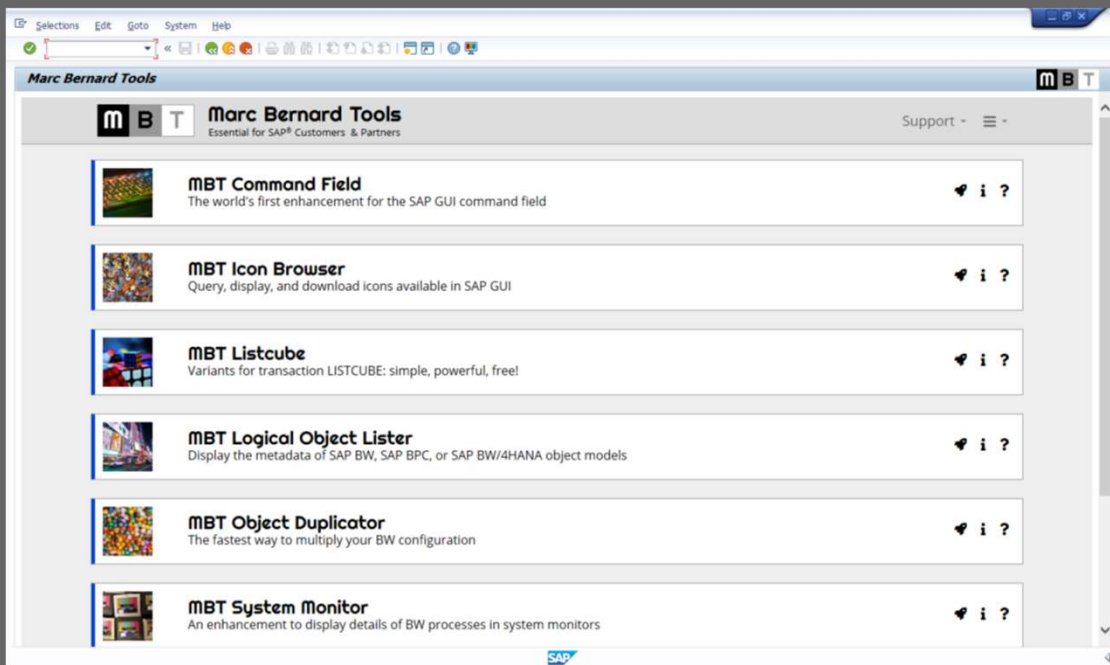 Selections Edit Goto System Help
Marc Bernard Tools
M B T
M B T
Marc Bernard Tools
Essential for SAP® Customers & Partners
Support
MBT Command Field
The world's first enhancement for the SAP GUI command field
i ?
MBT Icon Browser
Query, display, and download icons available in SAP GUI
i ?
MBT Listcube
Variants for transaction LISTCUBE: simple, powerful, free!
i ?
MBT Logical Object Lister
Display the metadata of SAP BW, SAP BPC, or SAP BW/4HANA object models
i ?
MBT Object Duplicator
The fastest way to multiply your BW configuration
i ?
MBT System Monitor
An enhancement to display details of BW processes in system monitors
i ?
SAP